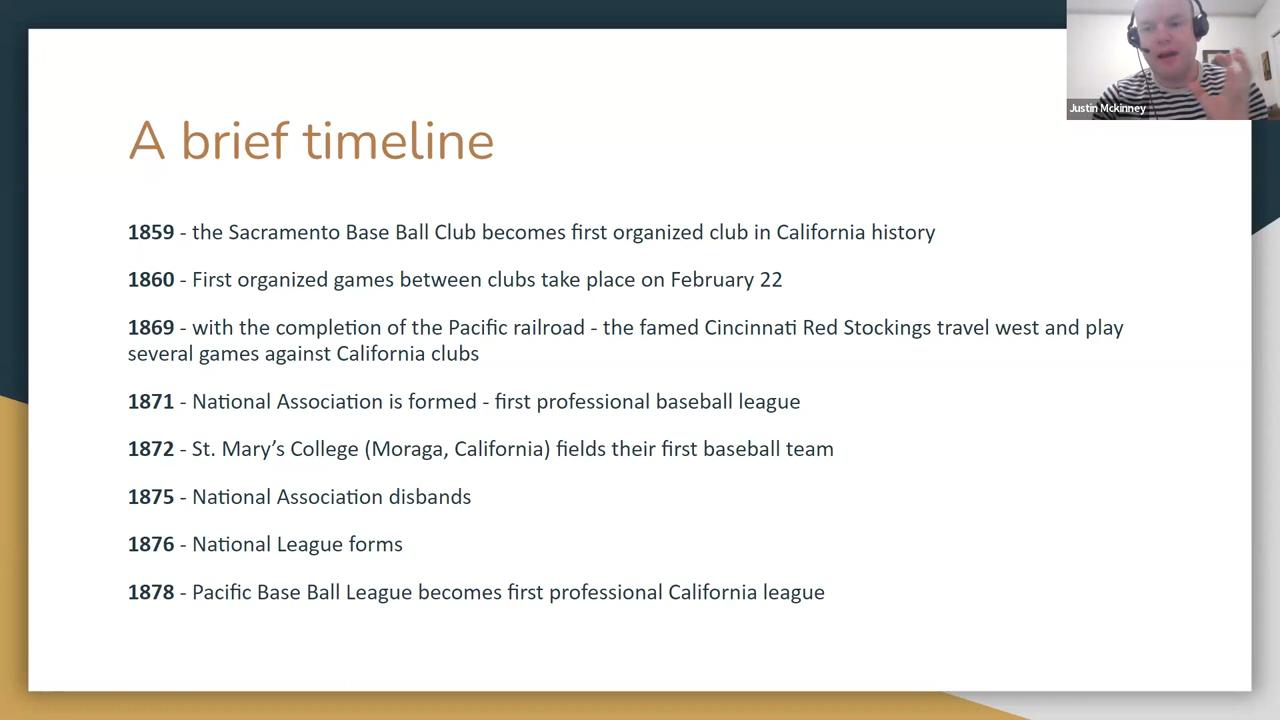 Justin Mckinney
A brief timeline
1859 - the Sacramento Base Ball Club becomes first organized club in California history
1860 - First organized games between clubs take place on February 22
1869 - with the completion of the Pacific railroad - the famed Cincinnati Red Stockings travel west and play
several games against California clubs
1871 - National Association is formed - first professional baseball league
1872 - St. Mary’s College (Moraga, California) fields their first baseball team
1875 - National Association disbands
1876 - National League forms
1878 - Pacific Base Ball League becomes first professional California league